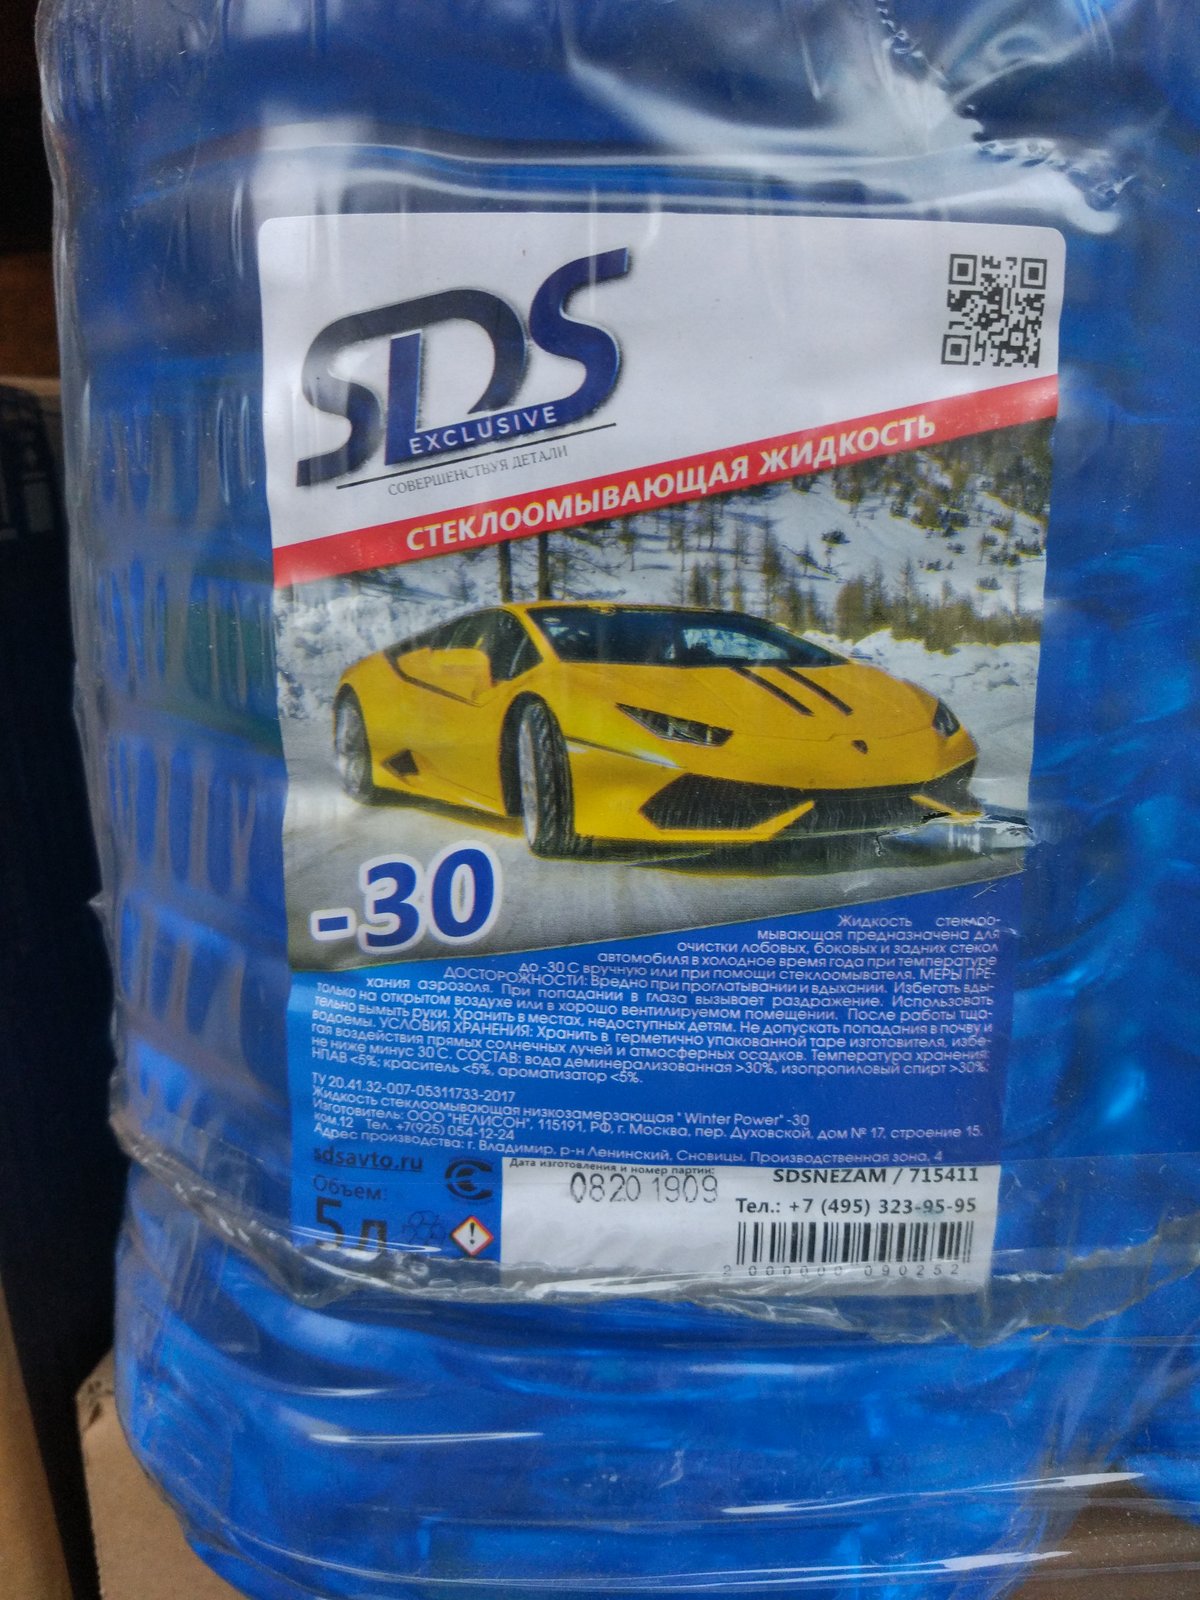 SDS
EXCLUSIVE
СОВЕРШЕНСТВУЯ ДЕТАЛИ
СТЕКЛООМЫВАЮЩАЯ ЖИДКОСТЬ
-30
Жидкость стеклоо-
мывающая предназначена для
очистки лобовых, боковых и задних стекол
автомобиля в холодное время года при температуре
до -30 С вручную или при помощи стеклоомывателя. МЕРЫ ПРЕ-
ДОСТОРОЖНОСТИ: Вредно при проглатывании и вдыхании. Избегать вды-
хания аэрозоля. При попадании в глаза вызывает раздражение. Использовать
только на открытом воздухе или в хорошо вентилируемом помещении. После работы тща-
тельно вымыть руки. Хранить в местах, недоступных детям. Не допускать попадания в почву и
водоемы. УСЛОВИЯ ХРАНЕНИЯ: Хранить в герметично упакованной таре изготовителя, избе-
гая воздействия прямых солнечных лучей и атмосферных осадков. Температура хранения:
не ниже минус 30 С. СОСТАВ: вода деминерализованная >30%, изопропиловый спирт >30%:
НПАВ <5%; краситель <5%, ароматизатор <5%.
ТУ 20.41.32-007-05311733-2017
Жидкость стеклоомывающая низкозамерзающая " Winter Power" -30
Изготовитель: ООО "НЕЛИСОН", 115191, РФ, г. Москва, пер. Духовской, дом № 17, строение 15.
ком.12 Тел. +7(925) 054-12-24
Адрес производства: г. Владимир, р-н Ленинский, Сновицы, Производственная зона, 4
sdsavto.ru
Объем:
5 л
Дата изготовления и номер партии:
0820 1909
SDSNEZAM / 715411
Тел.: +7 (495) 323-95-95
2 000000 090252